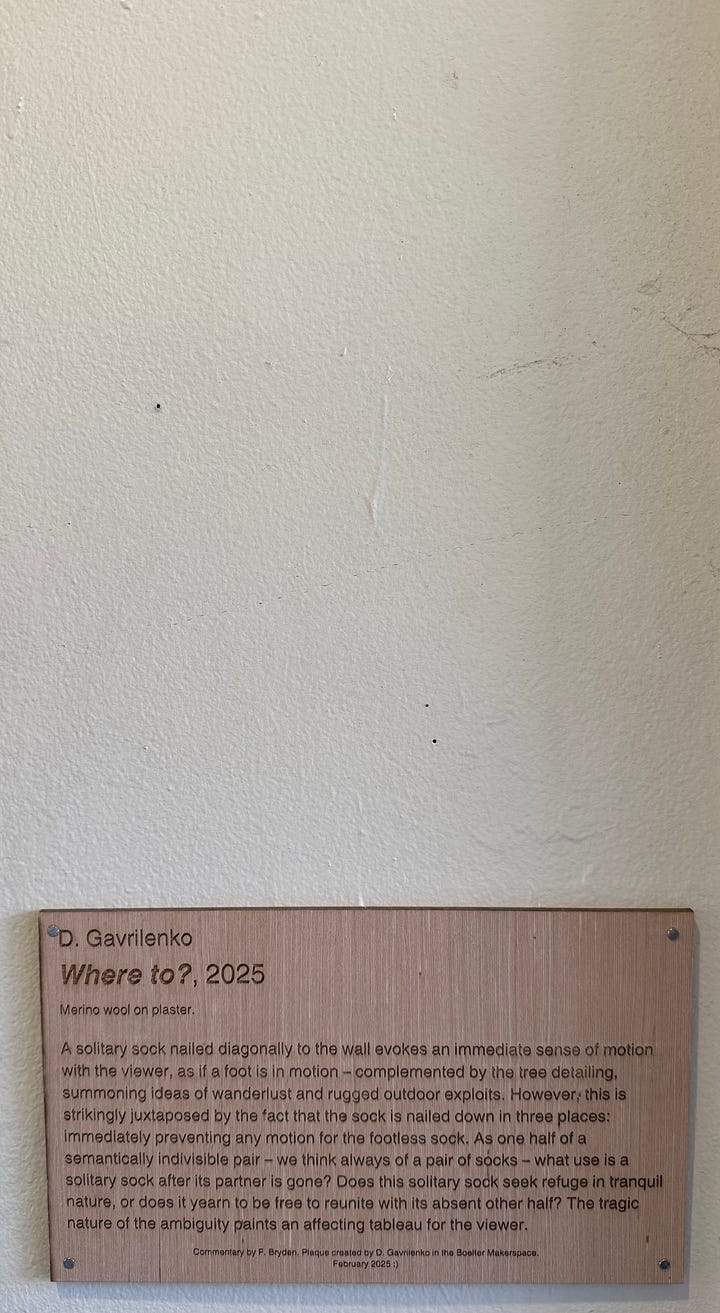 D. Gavrilenko
Where to?, 2025
Merino wool on plaster.
A solitary sock nailed diagonally to the wall evokes an immediate sense of motion
with the viewer, as if a foot is in motion – complemented by the tree detailing,
summoning ideas of wanderlust and rugged outdoor exploits. However, this is
strikingly juxtaposed by the fact that the sock is nailed down in three places:
immediately preventing any motion for the footless sock. As one half of a
semantically indivisible pair – we think always of a pair of socks – what use is a
solitary sock after its partner is gone? Does this solitary sock seek refuge in tranquil
nature, or does it yearn to be free to reunite with its absent other half? The tragic
nature of the ambiguity paints an affecting tableau for the viewer.
Commentary by F. Bryden. Plaque created by D. Gavrilenko in the Boelter Makerspace.
February 2025 :)